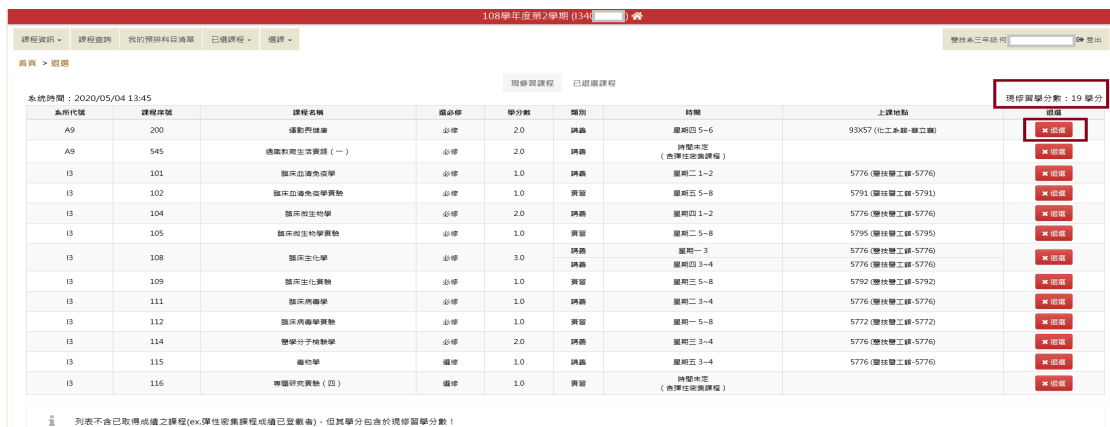 108學年度第2學期 (I34 )
課程資訊 課程查詢 我的預排科目清單 已選課程 選課 醫技系三年級 何 登出
首頁 > 退選
現修習課程 已退選課程
系統時間：2020/05/04 13:45 現修習學分數：19 學分
系所代號 課程序號 課程名稱 選必修 學分數 類別 時間 上課地點 退選
A9 200 運動與健康 必修 2.0 講義 星期四 5~6 93X57 (化工系館-華立廳) ✖ 退選
A9 545 通識教育生活實踐（一） 必修 2.0 講義 時間未定 ✖ 退選
（含彈性密集課程）
I3 101 臨床血清免疫學 必修 1.0 講義 星期二 1~2 5776 (醫技醫工館-5776) ✖ 退選
I3 102 臨床血清免疫學實驗 必修 1.0 實習 星期五 5~8 5791 (醫技醫工館-5791) ✖ 退選
I3 104 臨床微生物學 必修 2.0 講義 星期四 1~2 5776 (醫技醫工館-5776) ✖ 退選
I3 105 臨床微生物學實驗 必修 1.0 實習 星期二 5~8 5795 (醫技醫工館-5795) ✖ 退選
I3 108 臨床生化學 必修 3.0 講義 星期一 3 5776 (醫技醫工館-5776) ✖ 退選
講義 星期四 3~4 5776 (醫技醫工館-5776)
I3 109 臨床生化實驗 必修 1.0 實習 星期三 5~8 5792 (醫技醫工館-5792) ✖ 退選
I3 111 臨床病毒學 必修 1.0 講義 星期二 3~4 5776 (醫技醫工館-5776) ✖ 退選
I3 112 臨床病毒學實驗 必修 1.0 實習 星期一 5~8 5772 (醫技醫工館-5772) ✖ 退選
I3 114 醫學分子檢驗學 必修 2.0 講義 星期三 3~4 5776 (醫技醫工館-5776) ✖ 退選
I3 115 毒物學 選修 1.0 講義 星期五 3~4 5776 (醫技醫工館-5776) ✖ 退選
I3 116 專題研究實驗（四） 選修 1.0 實習 時間未定 ✖ 退選
（含彈性密集課程）
列表不含已取得成績之課程(ex.彈性密集課程成績已登載者)，但其學分包含於現修習學分數！